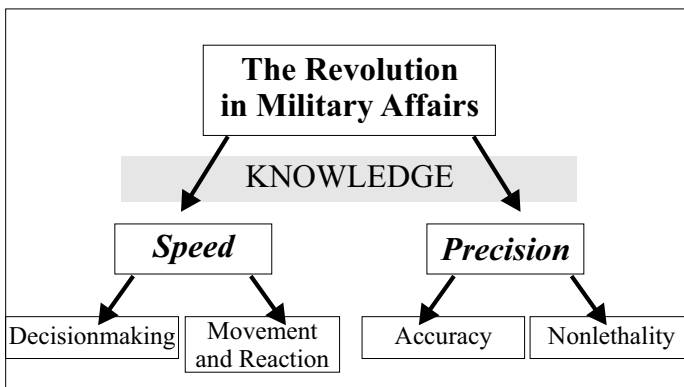 The Revolution
in Military Affairs
KNOWLEDGE
Speed
Precision
Decisionmaking
Movement
and Reaction
Accuracy
Nonlethality